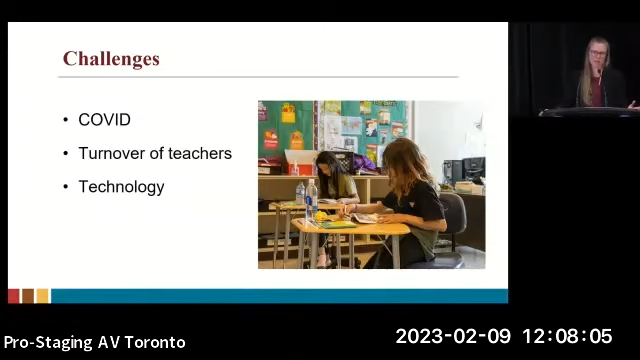 Challenges
• COVID
• Turnover of teachers
• Technology
Pro-Staging AV Toronto
2023-02-09 12:08:05